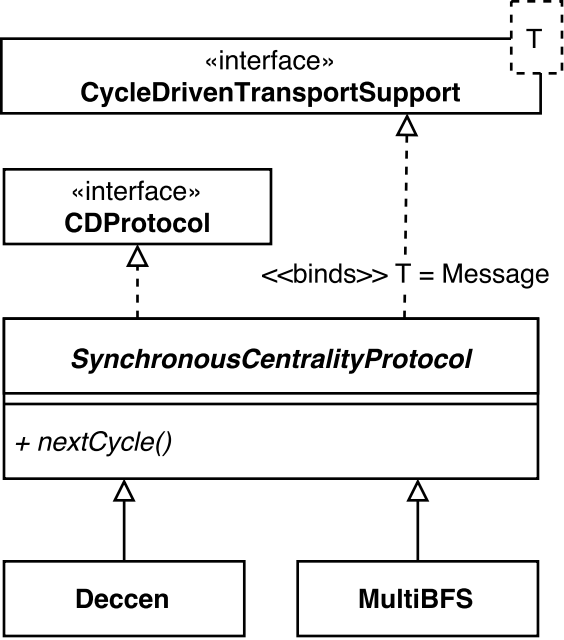 T
«interface»
CycleDrivenTransportSupport
«interface»
CDProtocol
<<binds>> T = Message
SynchronousCentralityProtocol
+ nextCycle()
Deccen
MultiBFS